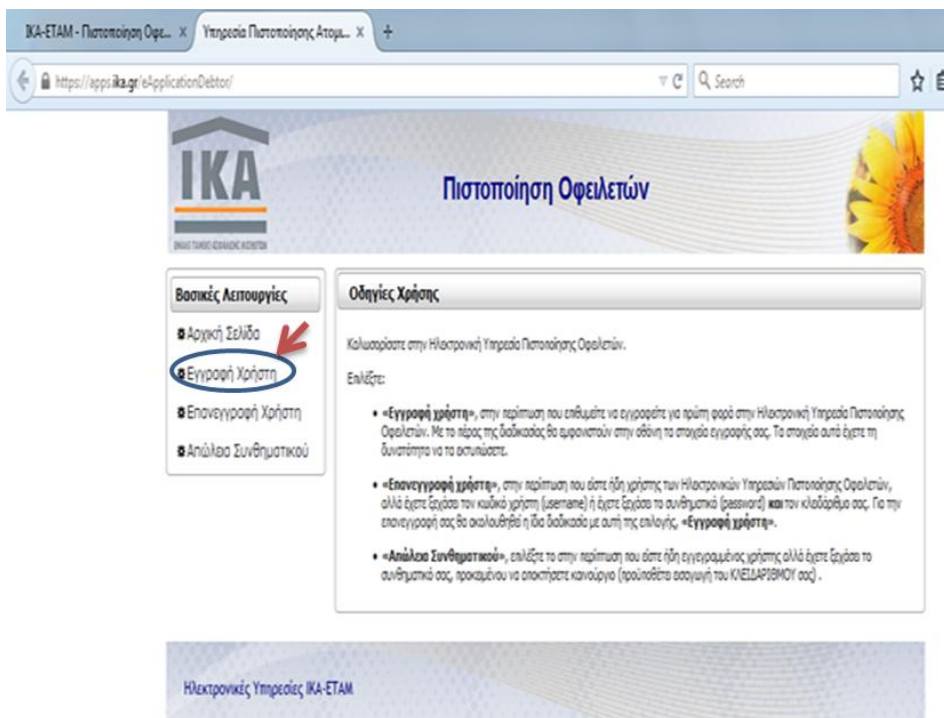 IKA-ETAM - Πιστοποίηση Οφε... x
Υπηρεσία Πιστοποίησης Ατομι... x +
https://apps.ika.gr/eApplicationDebtor/
Search
ΙΚΑ
Πιστοποίηση Οφειλετών
Βασικές Λειτουργίες
Αρχική Σελίδα
Εγγραφή Χρήστη
Επανεγγραφή Χρήστη
Απώλεια Συνθηματικού
Οδηγίες Χρήσης
Καλωσορίσατε στην Ηλεκτρονική Υπηρεσία Πιστοποίησης Οφειλετών.
Επιλέξτε:
• «Εγγραφή χρήστη», στην περίπτωση που επιθυμείτε να εγγραφείτε για πρώτη φορά στην Ηλεκτρονική Υπηρεσία Πιστοποίησης
Οφειλετών. Με το πέρας της διαδικασίας θα εμφανιστούν στην οθόνη τα στοιχεία εγγραφής σας. Τα στοιχεία αυτά έχετε τη
δυνατότητα να τα εκτυπώσετε.
• «Επανεγγραφή χρήστη», στην περίπτωση που είστε ήδη χρήστης των Ηλεκτρονικών Υπηρεσιών Πιστοποίησης Οφειλετών,
αλλά έχετε ξεχάσει τον κωδικό χρήστη (username) ή έχετε ξεχάσει το συνθηματικό (password) και τον κλειδάριθμο σας. Για την
επανεγγραφή σας θα ακολουθηθεί η ίδια διαδικασία με αυτή της επιλογής, «Εγγραφή χρήστη».
• «Απώλεια Συνθηματικού», επιλέξτε το στην περίπτωση που είστε ήδη εγγεγραμμένος χρήστης αλλά έχετε ξεχάσει το
συνθηματικό σας, προκειμένου να αποκτήσετε καινούργιο (προϋποθέτει εισαγωγή του ΚΛΕΙΔΑΡΙΘΜΟΥ σας) .
Ηλεκτρονικές Υπηρεσίες ΙΚΑ-ΕΤΑΜ